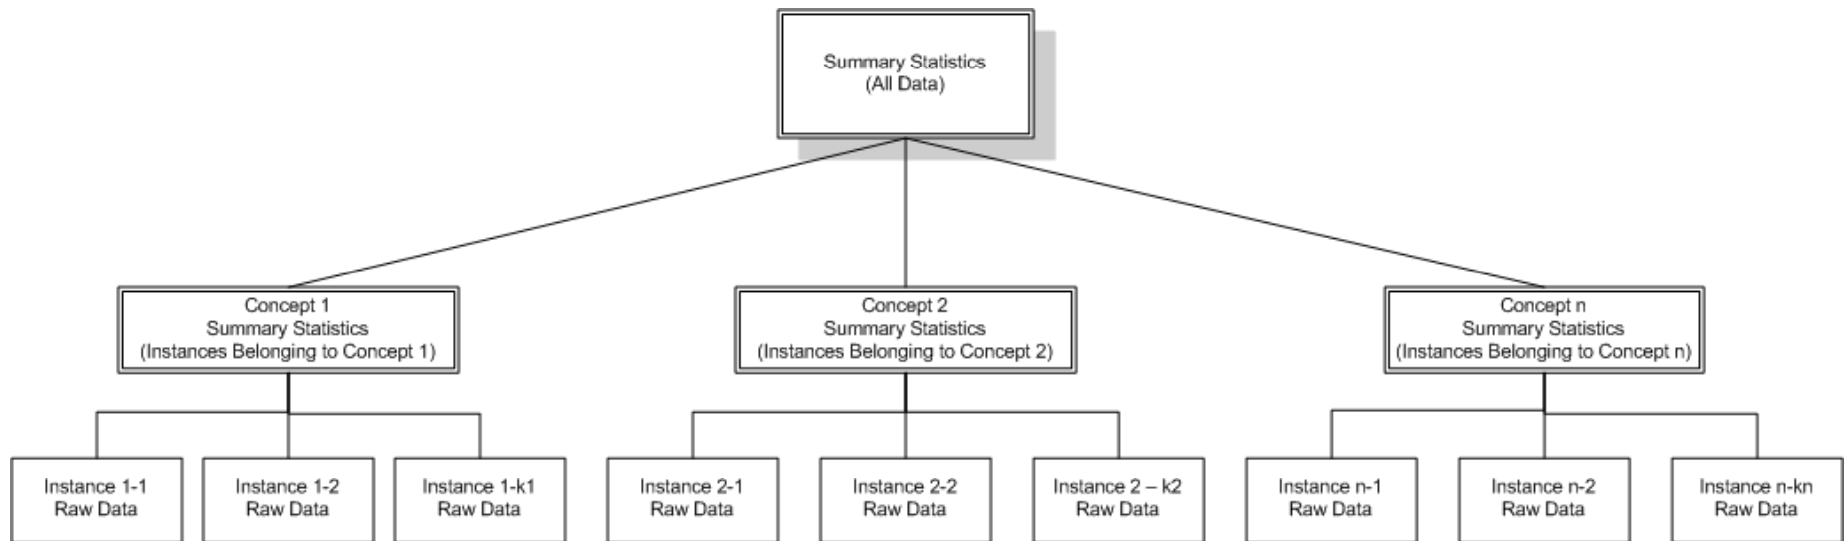 Summary Statistics
(All Data)
Concept 1
Summary Statistics
(Instances Belonging to Concept 1)
Concept 2
Summary Statistics
(Instances Belonging to Concept 2)
Concept n
Summary Statistics
(Instances Belonging to Concept n)
Instance 1-1
Raw Data
Instance 1-2
Raw Data
Instance 1-k1
Raw Data
Instance 2-1
Raw Data
Instance 2-2
Raw Data
Instance 2 – k2
Raw Data
Instance n-1
Raw Data
Instance n-2
Raw Data
Instance n-kn
Raw Data